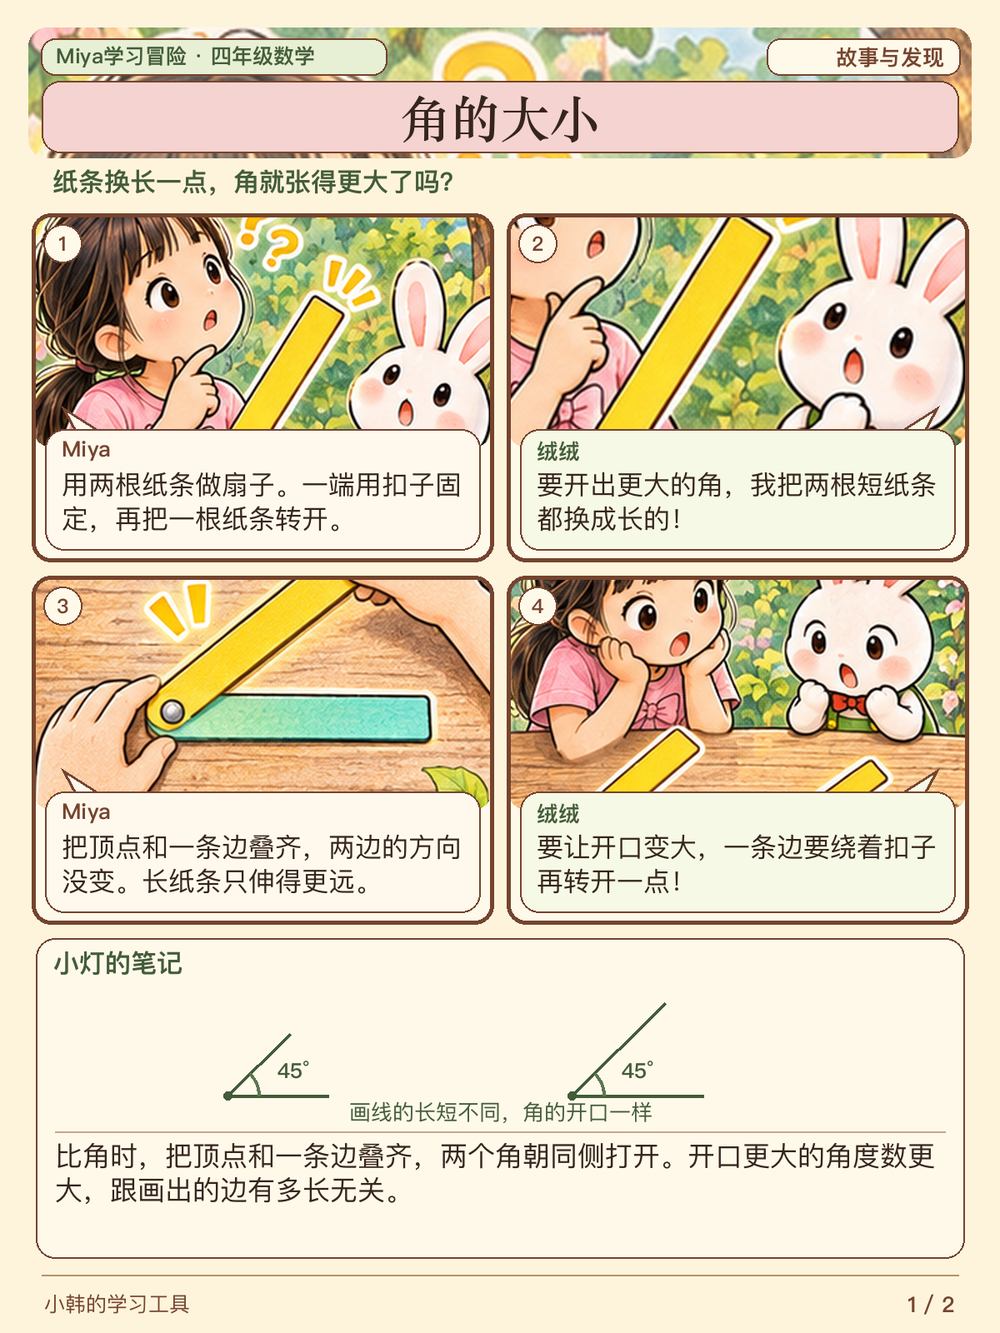 Miya学习冒险 · 四年级数学
故事与发现
角的大小
纸条换长一点，角就张得更大了吗？
1
??
Miya
用两根纸条做扇子。一端用扣子固
定，再把一根纸条转开。
2
绒绒
要开出更大的角，我把两根短纸条
都换成长的！
3
Miya
把顶点和一条边叠齐，两边的方向
没变。长纸条只伸得更远。
4
绒绒
要让开口变大，一条边要绕着扣子
再转开一点！
小灯的笔记
45°
45°
画线的长短不同，角的开口一样
比角时，把顶点和一条边叠齐，两个角朝同侧打开。开口更大的角度数更
大，跟画出的边有多长无关。
小韩的学习工具
1 / 2